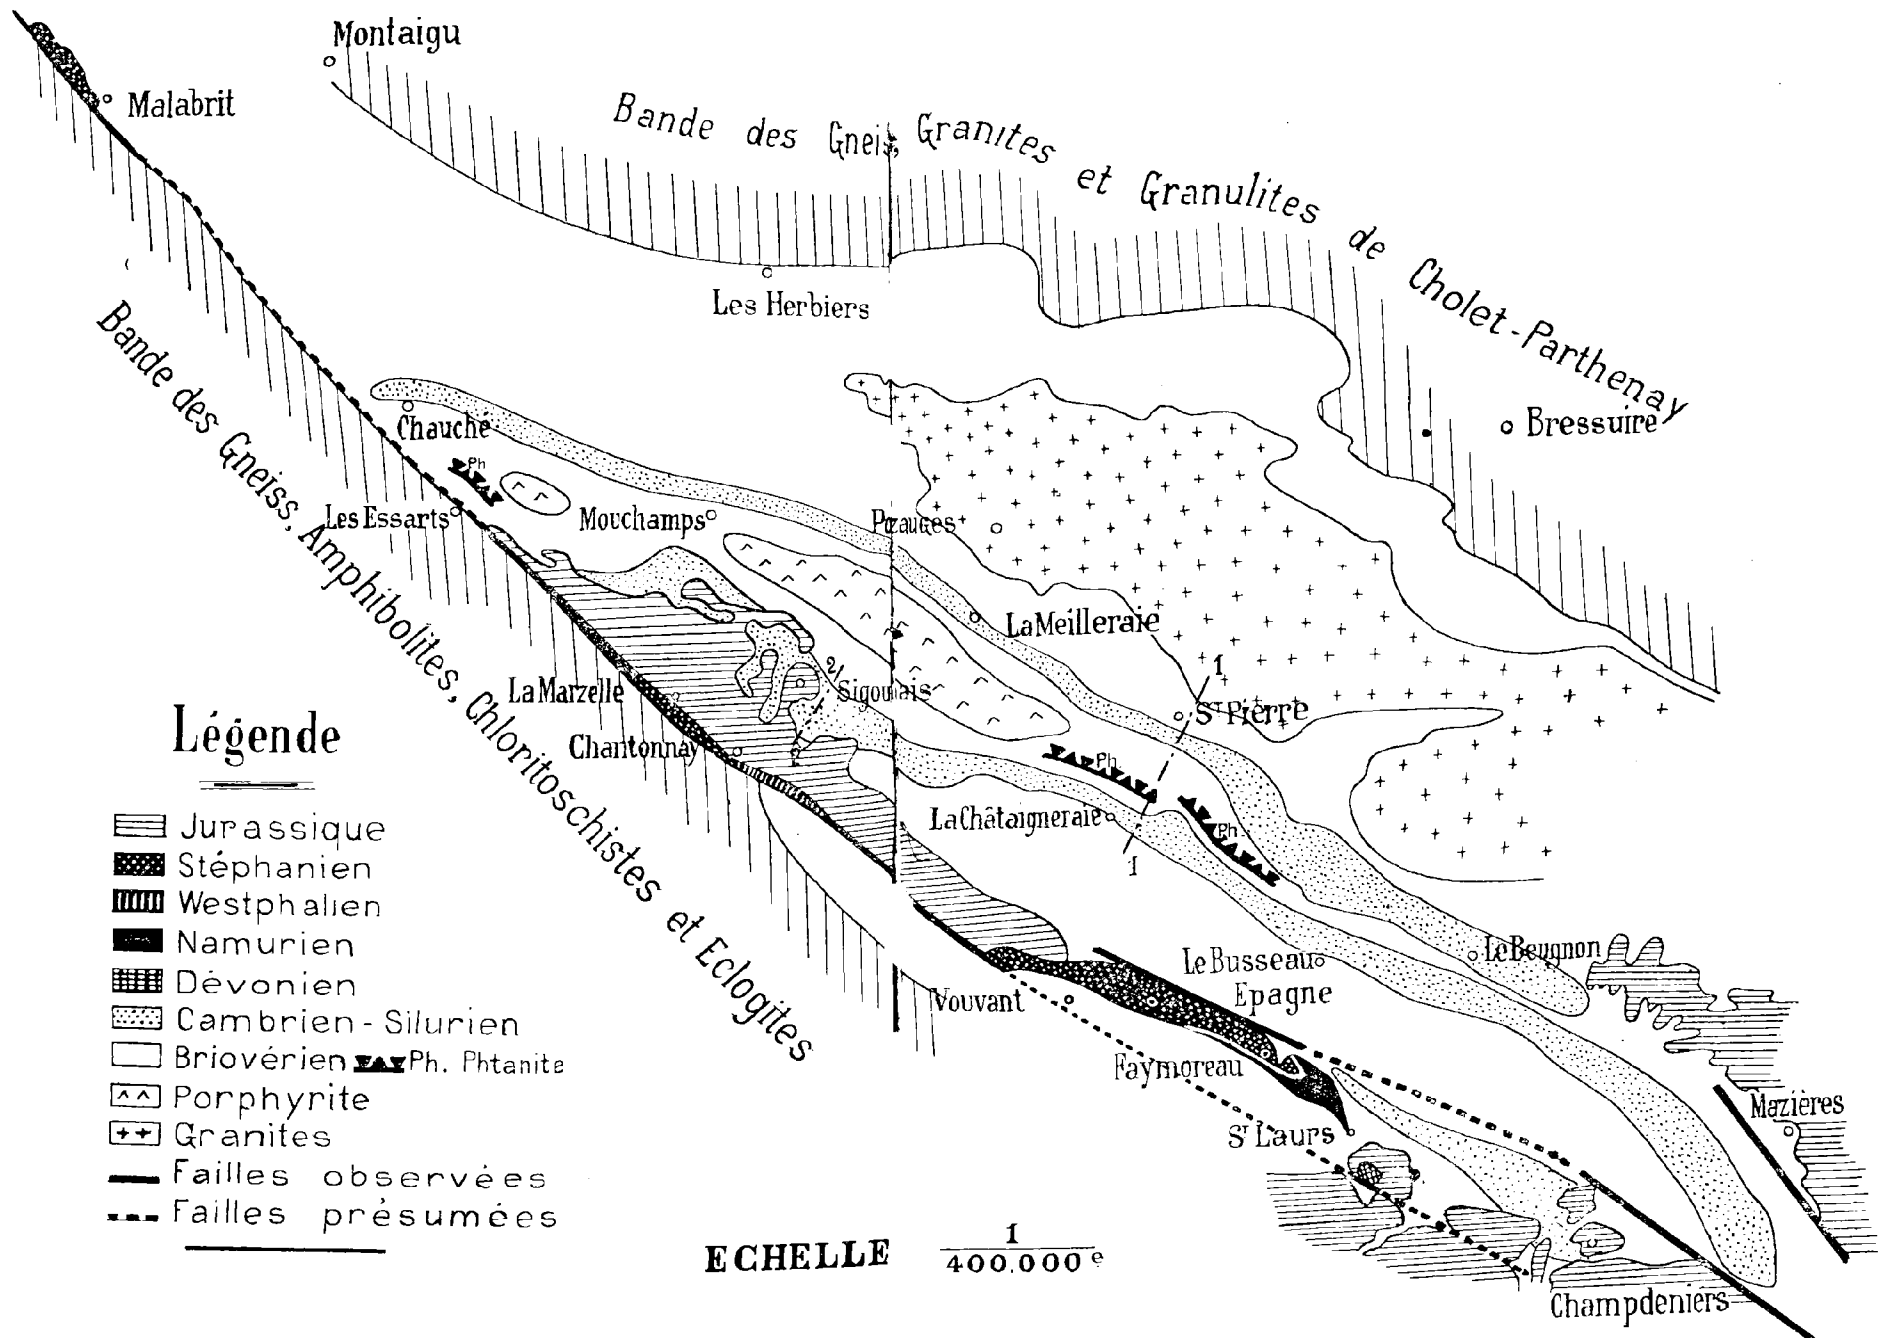 Montaigu
Malabrit
Bande des Gneis, Granites et Granulites de Cholet-Parthenay
Les Herbiers
Bressuire
Bande des Gneiss, Amphibolites, Chloritoschistes et Eclogites
Chauché
Ph
Les Essarts
Mouchamps
Pouzauges
La Meilleraie
La Marzelle
Sigournais
1
St Pierre
Chantonnay
Ph.
La Châtaigneraie
Ph
1
Le Busseau
Le Beugnon
Epagne
Vouvant
Faymoreau
St Laurs
Mazières
Champdeniers
Légende
Jurassique
Stéphanien
Westphalien
Namurien
Dévonien
Cambrien - Silurien
Briovérien Ph. Phtanite
Porphyrite
Granites
Failles observées
Failles présumées
ECHELLE 1
400.000e